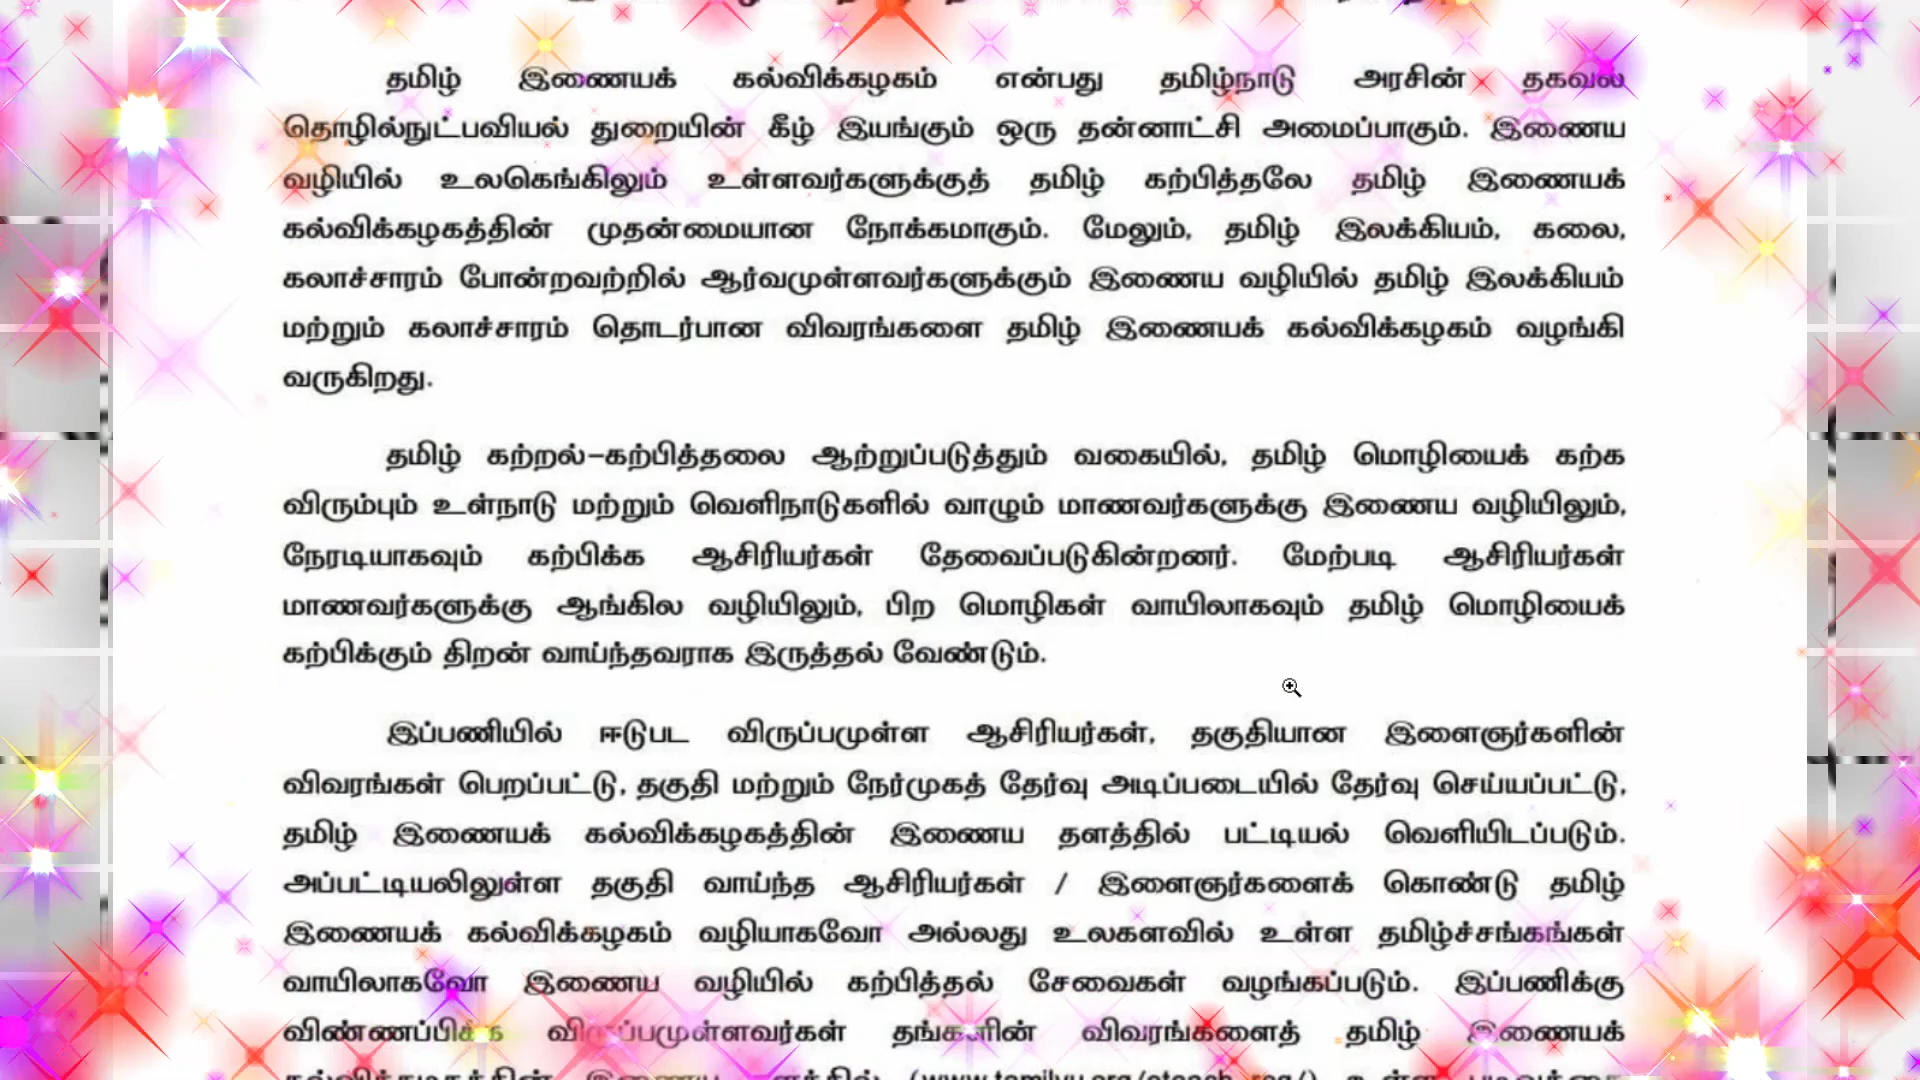 தமிழ் இணையக் கல்விக்கழகம் என்பது தமிழ்நாடு அரசின் தகவல்
தொழில்நுட்பவியல் துறையின் கீழ் இயங்கும் ஒரு தன்னாட்சி அமைப்பாகும். இணைய
வழியில் உலகெங்கிலும் உள்ளவர்களுக்குத் தமிழ் கற்பித்தலே தமிழ் இணையக்
கல்விக்கழகத்தின் முதன்மையான நோக்கமாகும். மேலும், தமிழ் இலக்கியம், கலை,
கலாச்சாரம் போன்றவற்றில் ஆர்வமுள்ளவர்களுக்கும் இணைய வழியில் தமிழ் இலக்கியம்
மற்றும் கலாச்சாரம் தொடர்பான விவரங்களை தமிழ் இணையக் கல்விக்கழகம் வழங்கி
வருகிறது.
தமிழ் கற்றல்-கற்பித்தலை ஆற்றுப்படுத்தும் வகையில், தமிழ் மொழியைக் கற்க
விரும்பும் உள்நாடு மற்றும் வெளிநாடுகளில் வாழும் மாணவர்களுக்கு இணைய வழியிலும்,
நேரடியாகவும் கற்பிக்க ஆசிரியர்கள் தேவைப்படுகின்றனர். மேற்படி ஆசிரியர்கள்
மாணவர்களுக்கு ஆங்கில வழியிலும், பிற மொழிகள் வாயிலாகவும் தமிழ் மொழியைக்
கற்பிக்கும் திறன் வாய்ந்தவராக இருத்தல் வேண்டும்.
இப்பணியில் ஈடுபட விருப்பமுள்ள ஆசிரியர்கள், தகுதியான இளைஞர்களின்
விவரங்கள் பெறப்பட்டு, தகுதி மற்றும் நேர்முகத் தேர்வு அடிப்படையில் தேர்வு செய்யப்பட்டு,
தமிழ் இணையக் கல்விக்கழகத்தின் இணைய தளத்தில் பட்டியல் வெளியிடப்படும்.
அப்பட்டியலிலுள்ள தகுதி வாய்ந்த ஆசிரியர்கள் / இளைஞர்களைக் கொண்டு தமிழ்
இணையக் கல்விக்கழகம் வழியாகவோ அல்லது உலகளவில் உள்ள தமிழ்ச்சங்கங்கள்
வாயிலாகவோ இணைய வழியில் கற்பித்தல் சேவைகள் வழங்கப்படும். இப்பணிக்கு
விண்ணப்பிக்க விருப்பமுள்ளவர்கள் தங்களின் விவரங்களைத் தமிழ் இணையக்